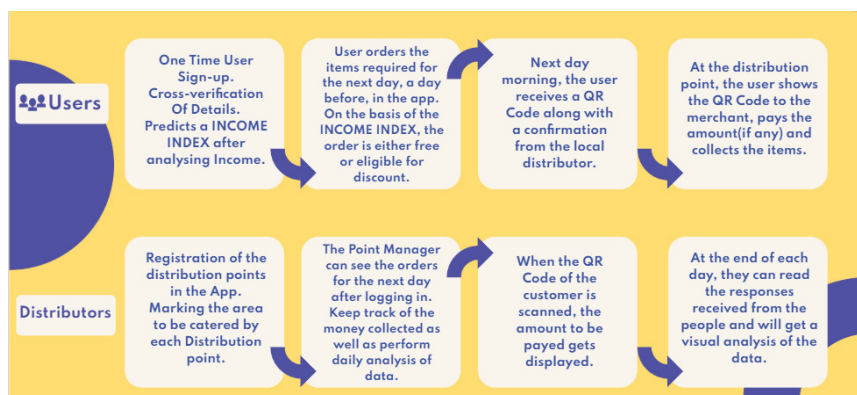 Users
One Time User
Sign-up.
Cross-verification
Of Details.
Predicts a INCOME
INDEX after
analysing Income.
User orders the
items required for
the next day, a day
before, in the app.
On the basis of the
INCOME INDEX, the
order is either free
or eligible for
discount.
Next day
morning, the user
receives a QR
Code along with
a confirmation
from the local
distributor.
At the distribution
point, the user shows
the QR Code to the
merchant, pays the
amount(if any) and
collects the items.
Distributors
Registration of the
distribution points
in the App.
Marking the area
to be catered by
each Distribution
point.
The Point Manager
can see the orders
for the next day
after logging in.
Keep track of the
money collected as
well as perform
daily analysis of
data.
When the QR
Code of the
customer is
scanned, the
amount to be
payed gets
displayed.
At the end of each
day, they can read
the responses
received from the
people and will get a
visual analysis of the
data.